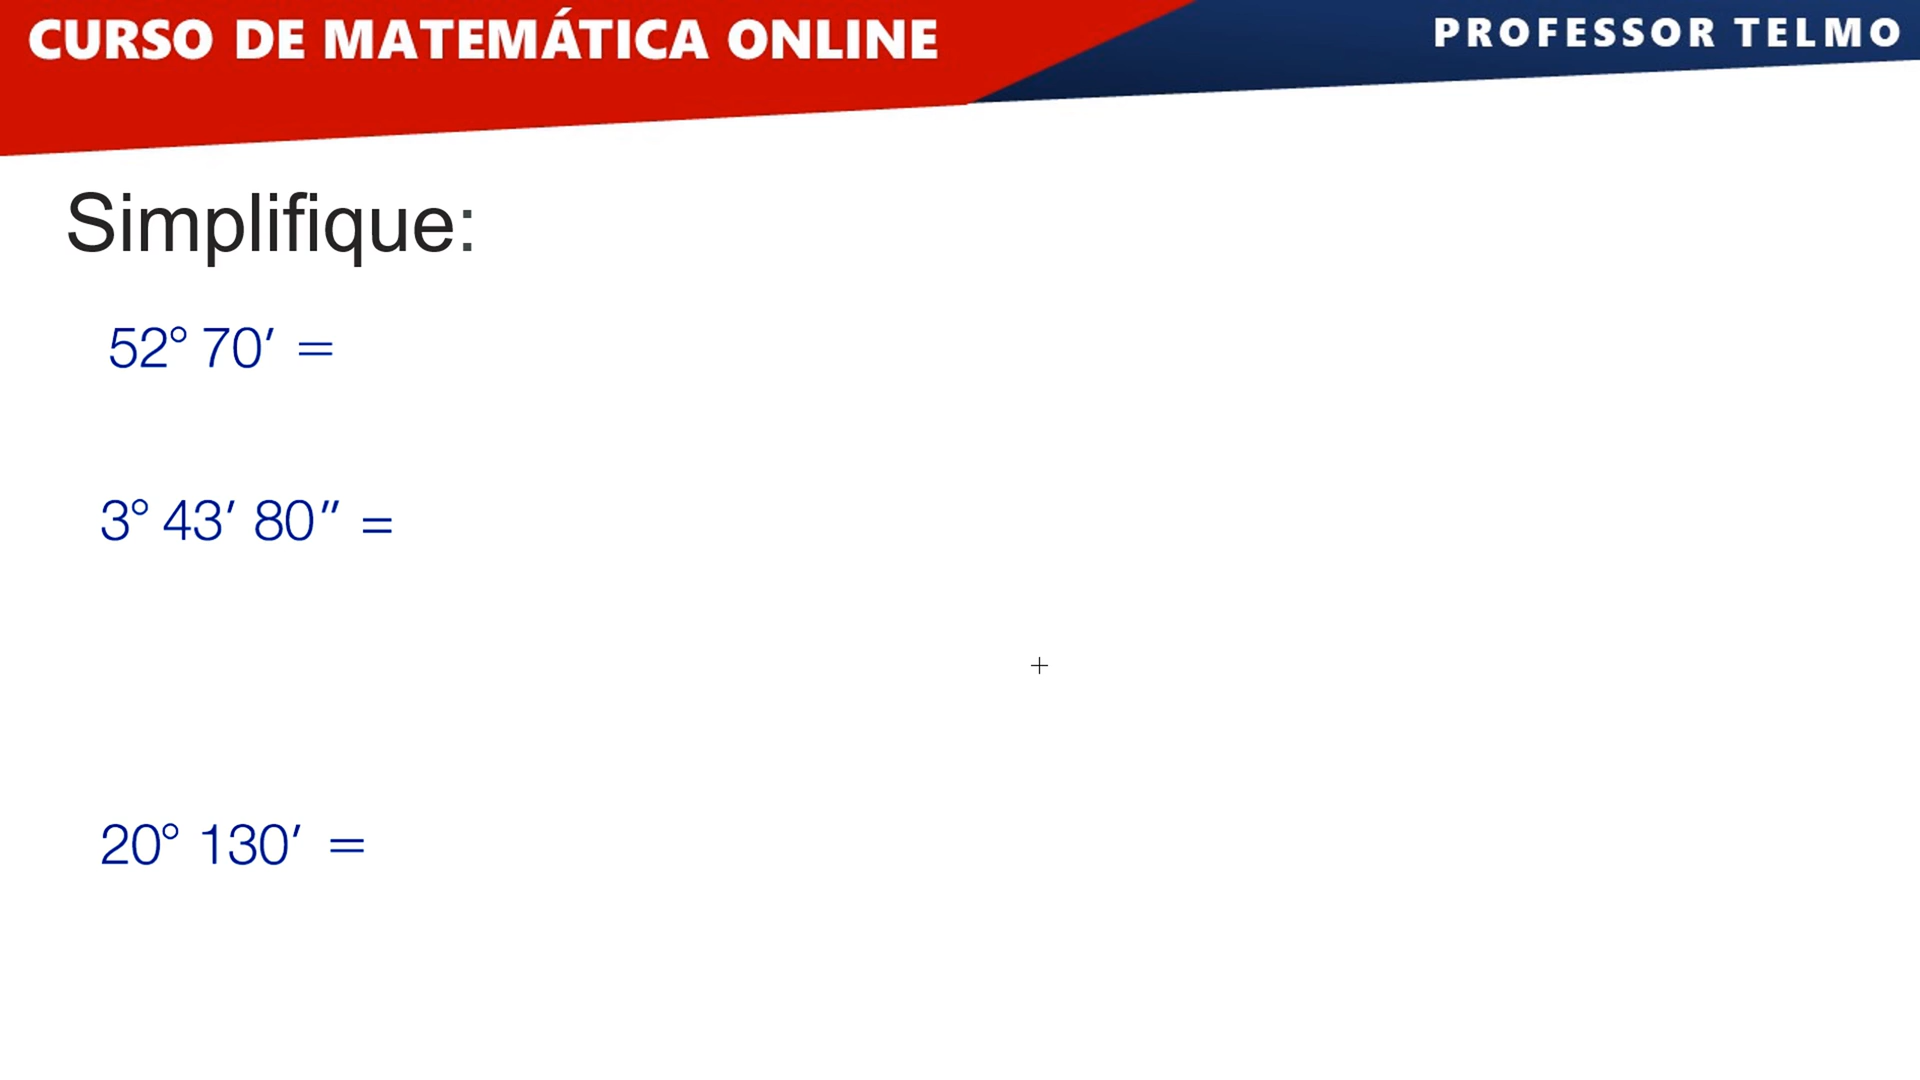 CURSO DE MATEMÁTICA ONLINE
PROFESSOR TELMO
Simplifique:
52° 70′ =
3° 43′ 80″ =
20° 130′ =